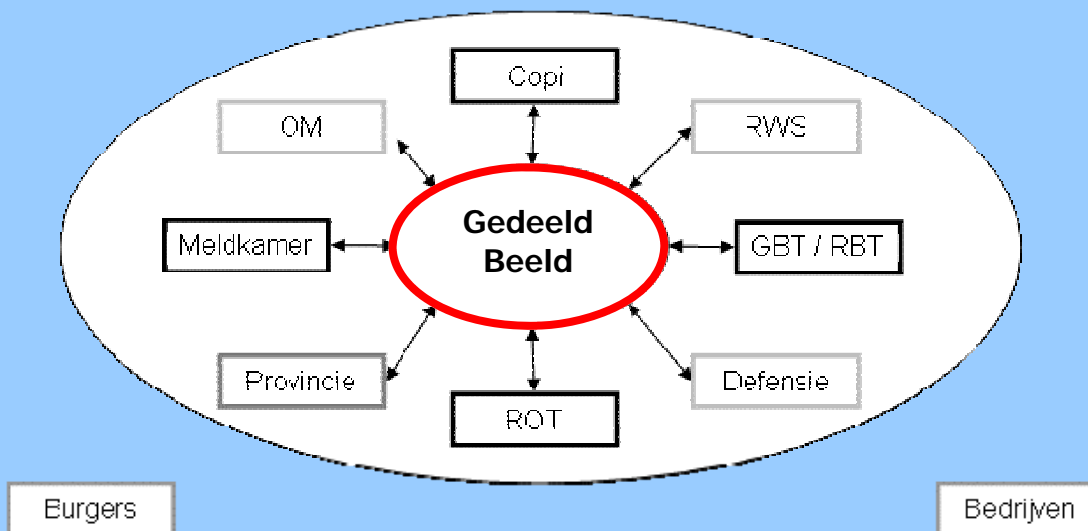 Copi
OM
RWS
Gedeeld
Beeld
Meldkamer
GBT / RBT
Provincie
Defensie
ROT
Burgers
Bedrijven